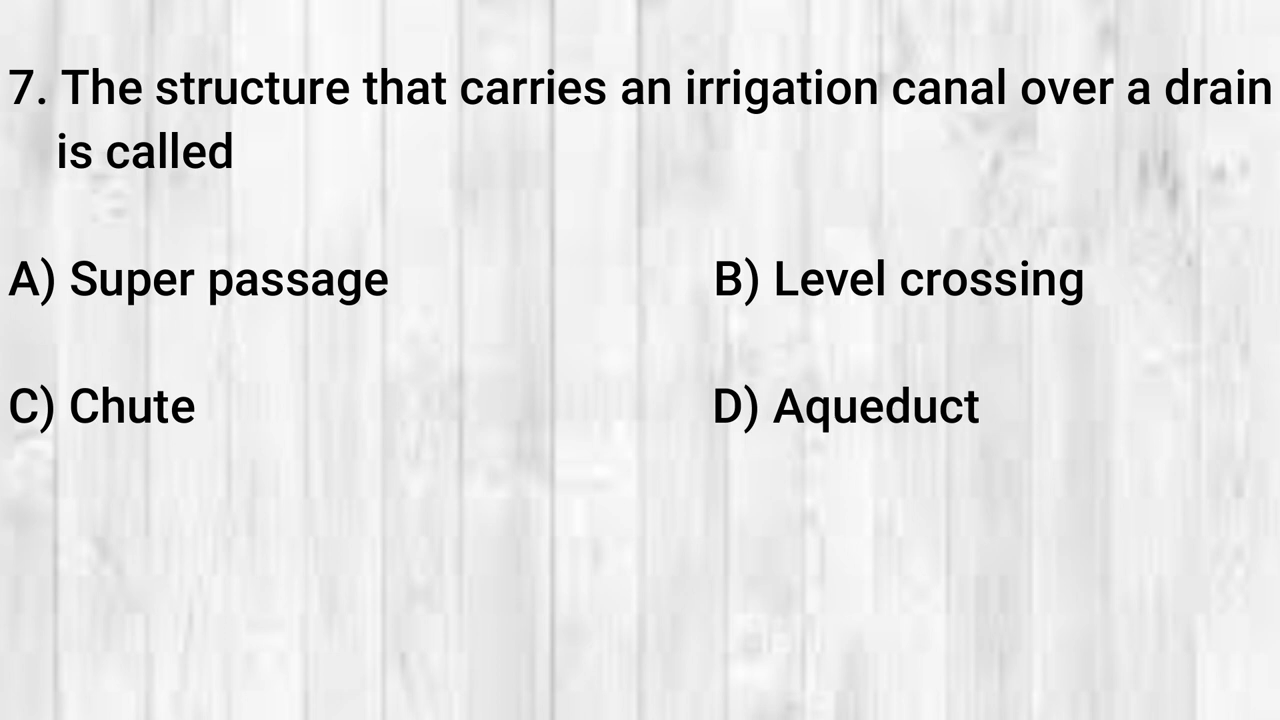 7. The structure that carries an irrigation canal over a drain
is called
A) Super passage B) Level crossing
C) Chute D) Aqueduct